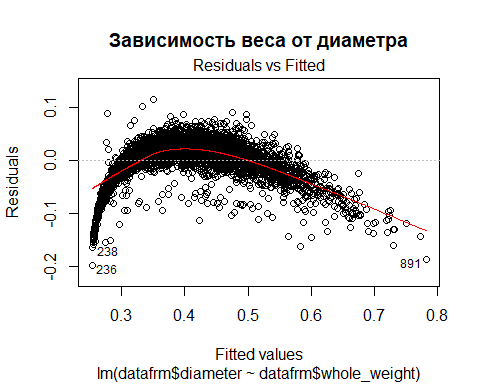 Зависимость веса от диаметра
Residuals vs Fitted
Residuals
0.1
0.0
-0.1
-0.2
238
236
891
0.3
0.4
0.5
0.6
0.7
0.8
Fitted values
lm(datafrm$diameter ~ datafrm$whole_weight)